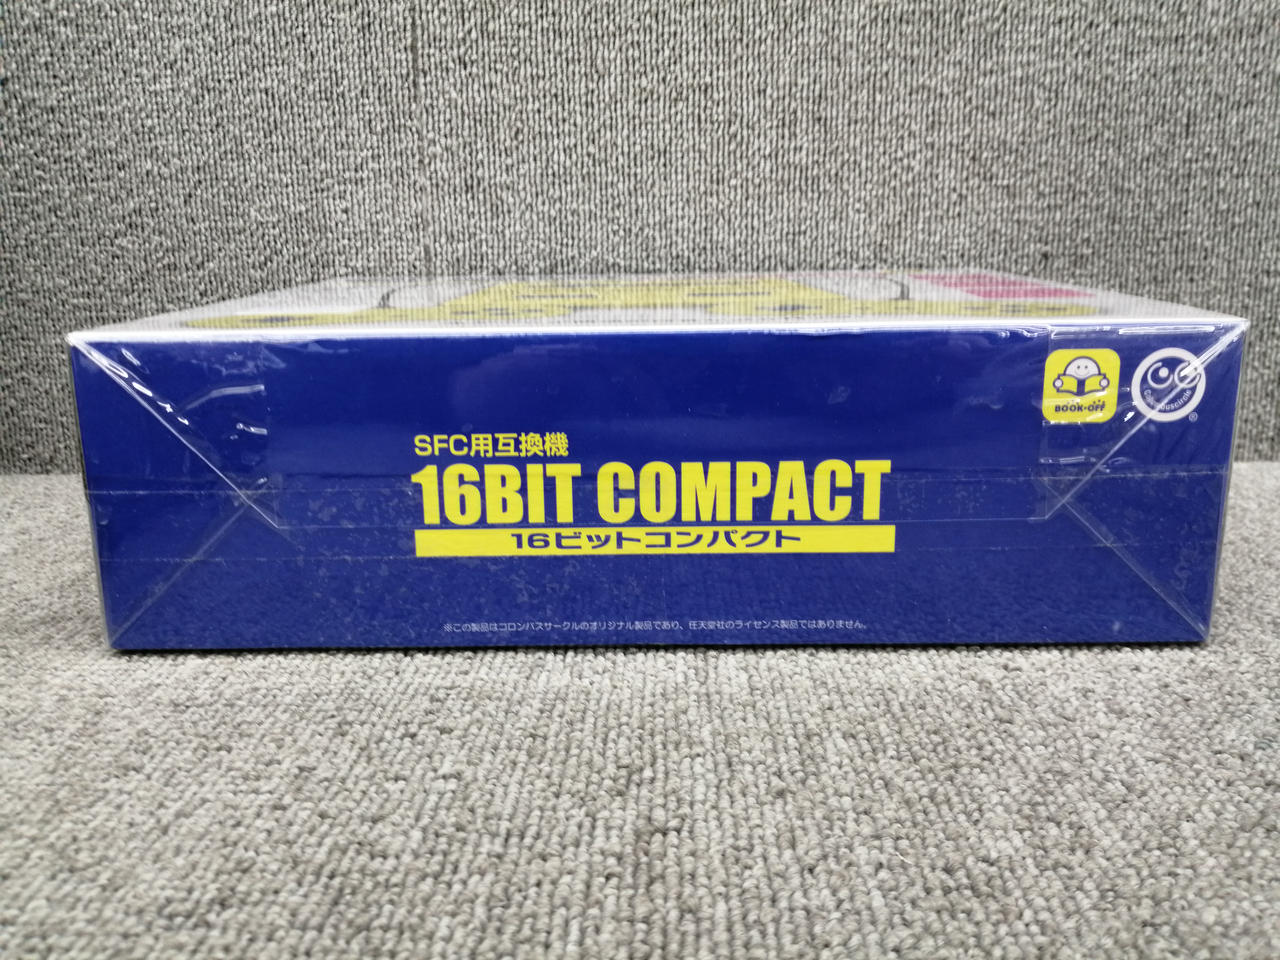 BOOK-OFF
Columbuscircle
®
SFC用互換機
16BIT COMPACT
16ビットコンパクト
※この製品はコロンバスサークルのオリジナル製品であり、任天堂社のライセンス製品ではありません。